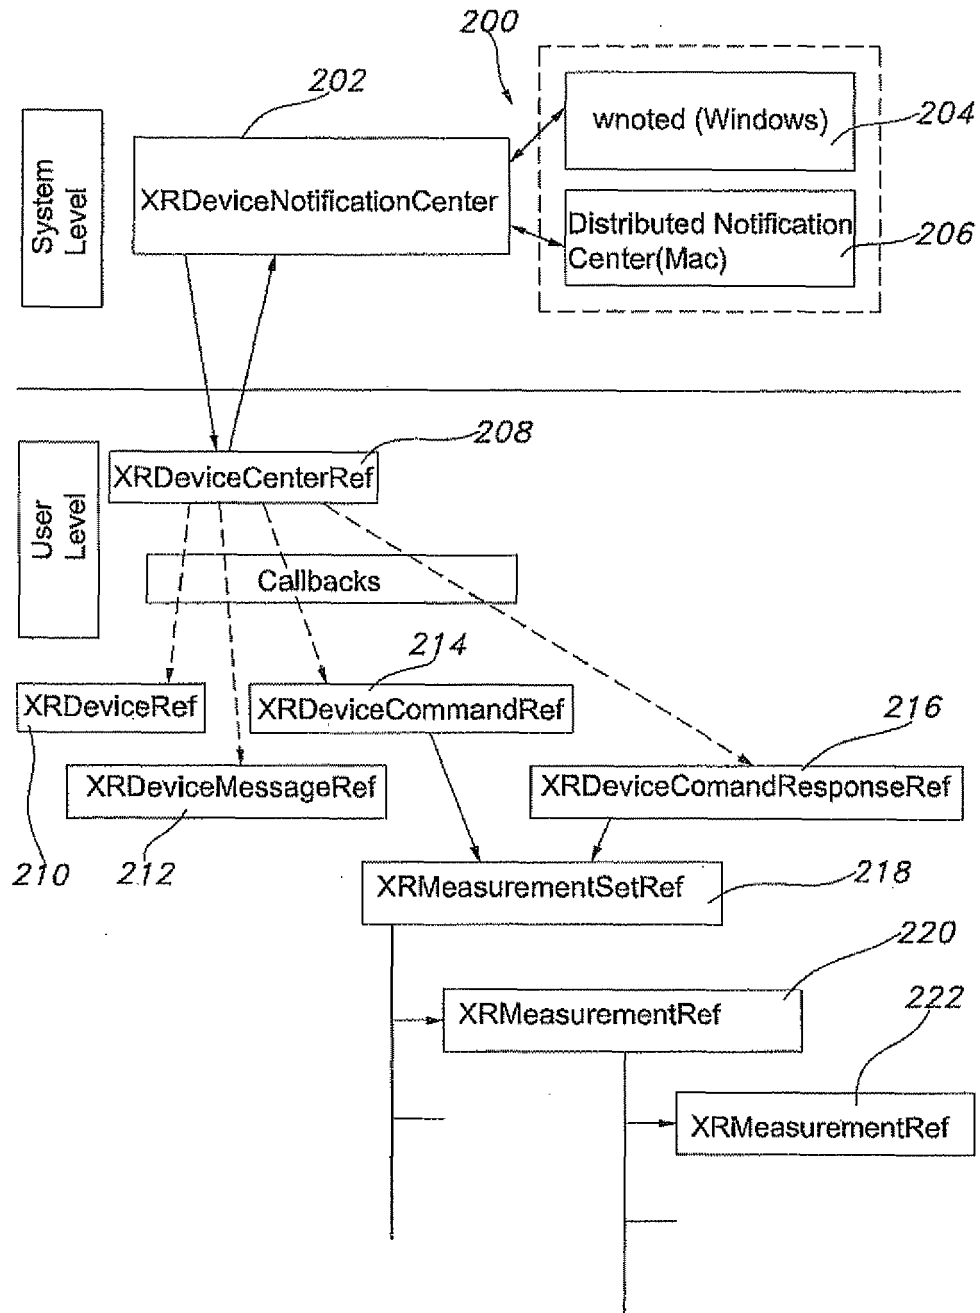 200
202
wnoted (Windows)
204
System
Level
XRDeviceNotificationCenter
Distributed Notification
Center(Mac)
206
208
User
Level
XRDeviceCenterRef
Callbacks
214
XRDeviceRef
XRDeviceCommandRef
216
XRDeviceMessageRef
XRDeviceComandResponseRef
210
212
XRMeasurementSetRef
218
220
XRMeasurementRef
222
XRMeasurementRef